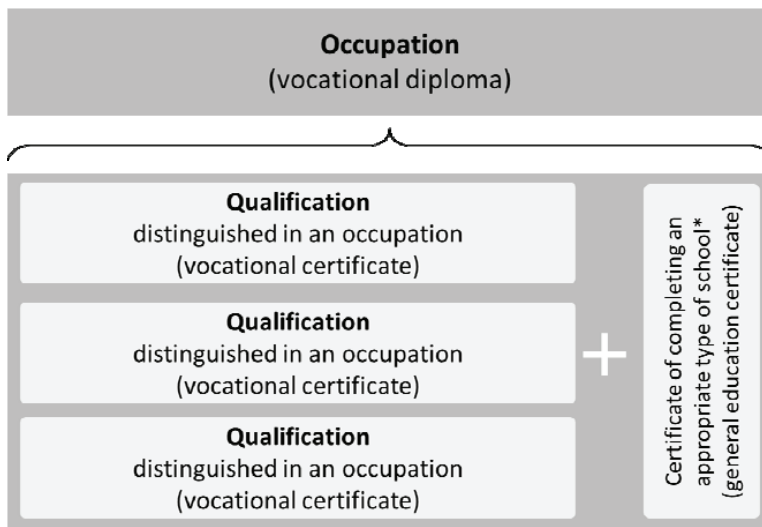 Occupation
(vocational diploma)
Qualification
distinguished in an occupation
(vocational certificate)
Qualification
distinguished in an occupation
(vocational certificate)
Qualification
distinguished in an occupation
(vocational certificate)
+
Certificate of completing an
appropriate type of school*
(general education certificate)